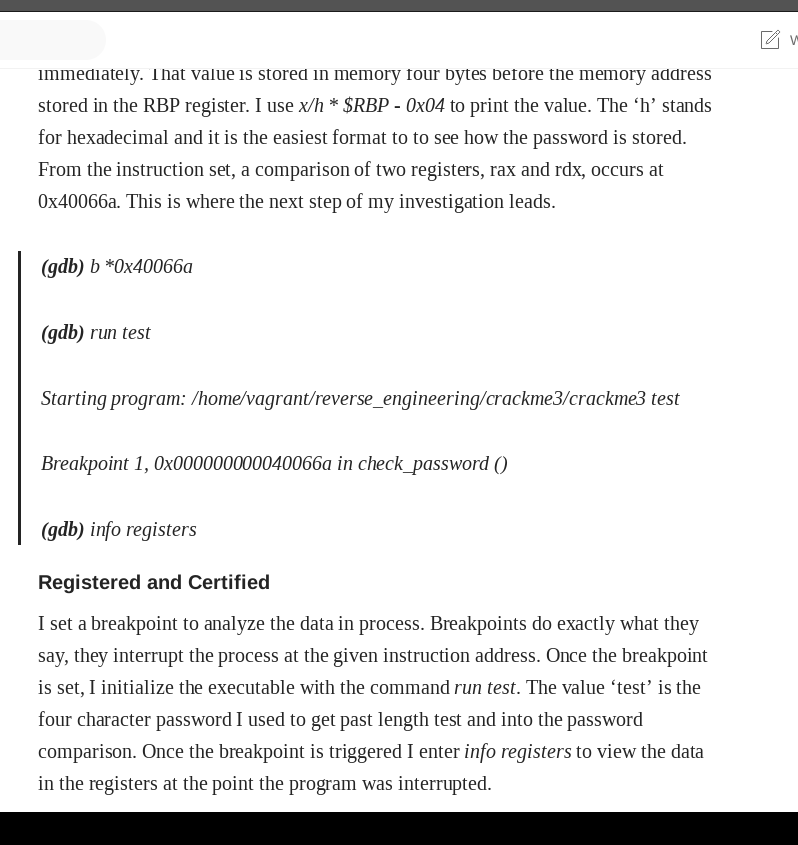 immediately. That value is stored in memory four bytes before the memory address
stored in the RBP register. I use x/h * $RBP - 0x04 to print the value. The ‘h’ stands
for hexadecimal and it is the easiest format to to see how the password is stored.
From the instruction set, a comparison of two registers, rax and rdx, occurs at
0x40066a. This is where the next step of my investigation leads.
(gdb) b *0x40066a
(gdb) run test
Starting program: /home/vagrant/reverse_engineering/crackme3/crackme3 test
Breakpoint 1, 0x000000000040066a in check_password ()
(gdb) info registers
Registered and Certified
I set a breakpoint to analyze the data in process. Breakpoints do exactly what they
say, they interrupt the process at the given instruction address. Once the breakpoint
is set, I initialize the executable with the command run test. The value ‘test’ is the
four character password I used to get past length test and into the password
comparison. Once the breakpoint is triggered I enter info registers to view the data
in the registers at the point the program was interrupted.